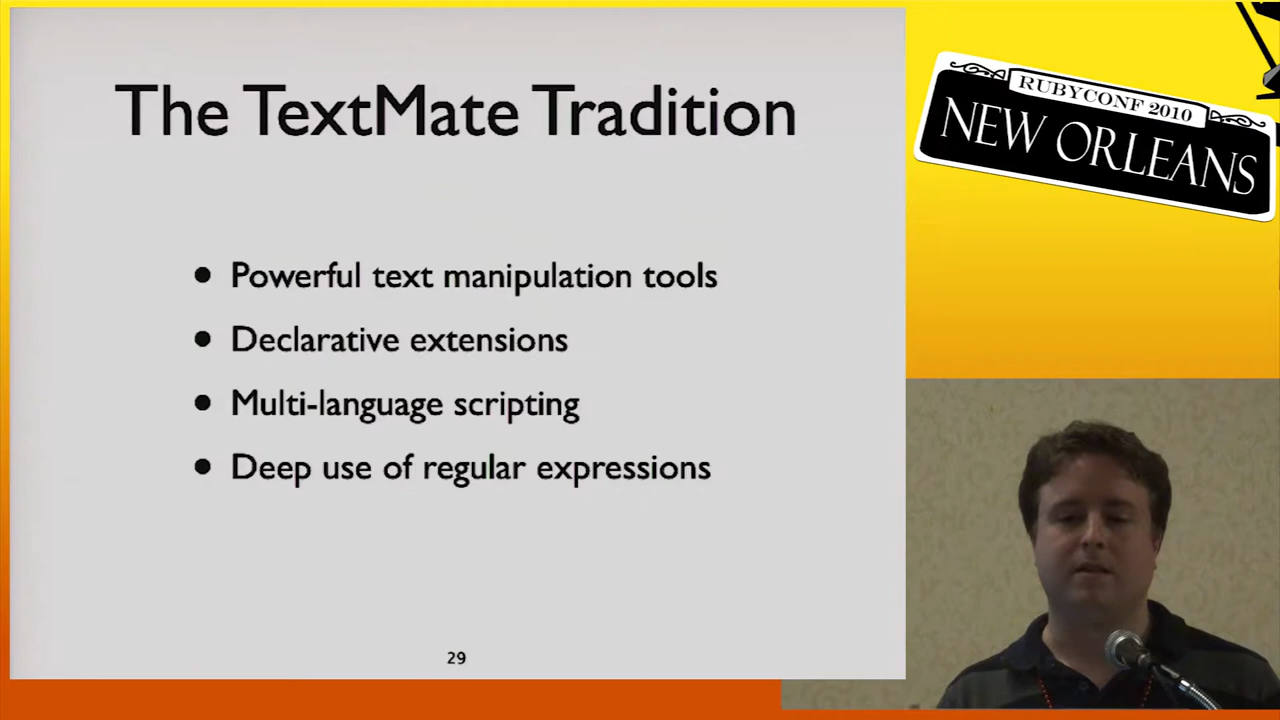 The TextMate Tradition
• Powerful text manipulation tools
• Declarative extensions
• Multi-language scripting
• Deep use of regular expressions
29
RUBYCONF 2010
NEW ORLEANS